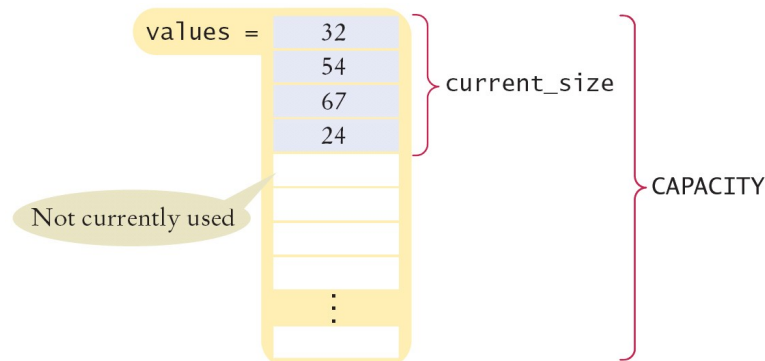 values = 32
54
67
24
current_size
CAPACITY
Not currently used
⋮